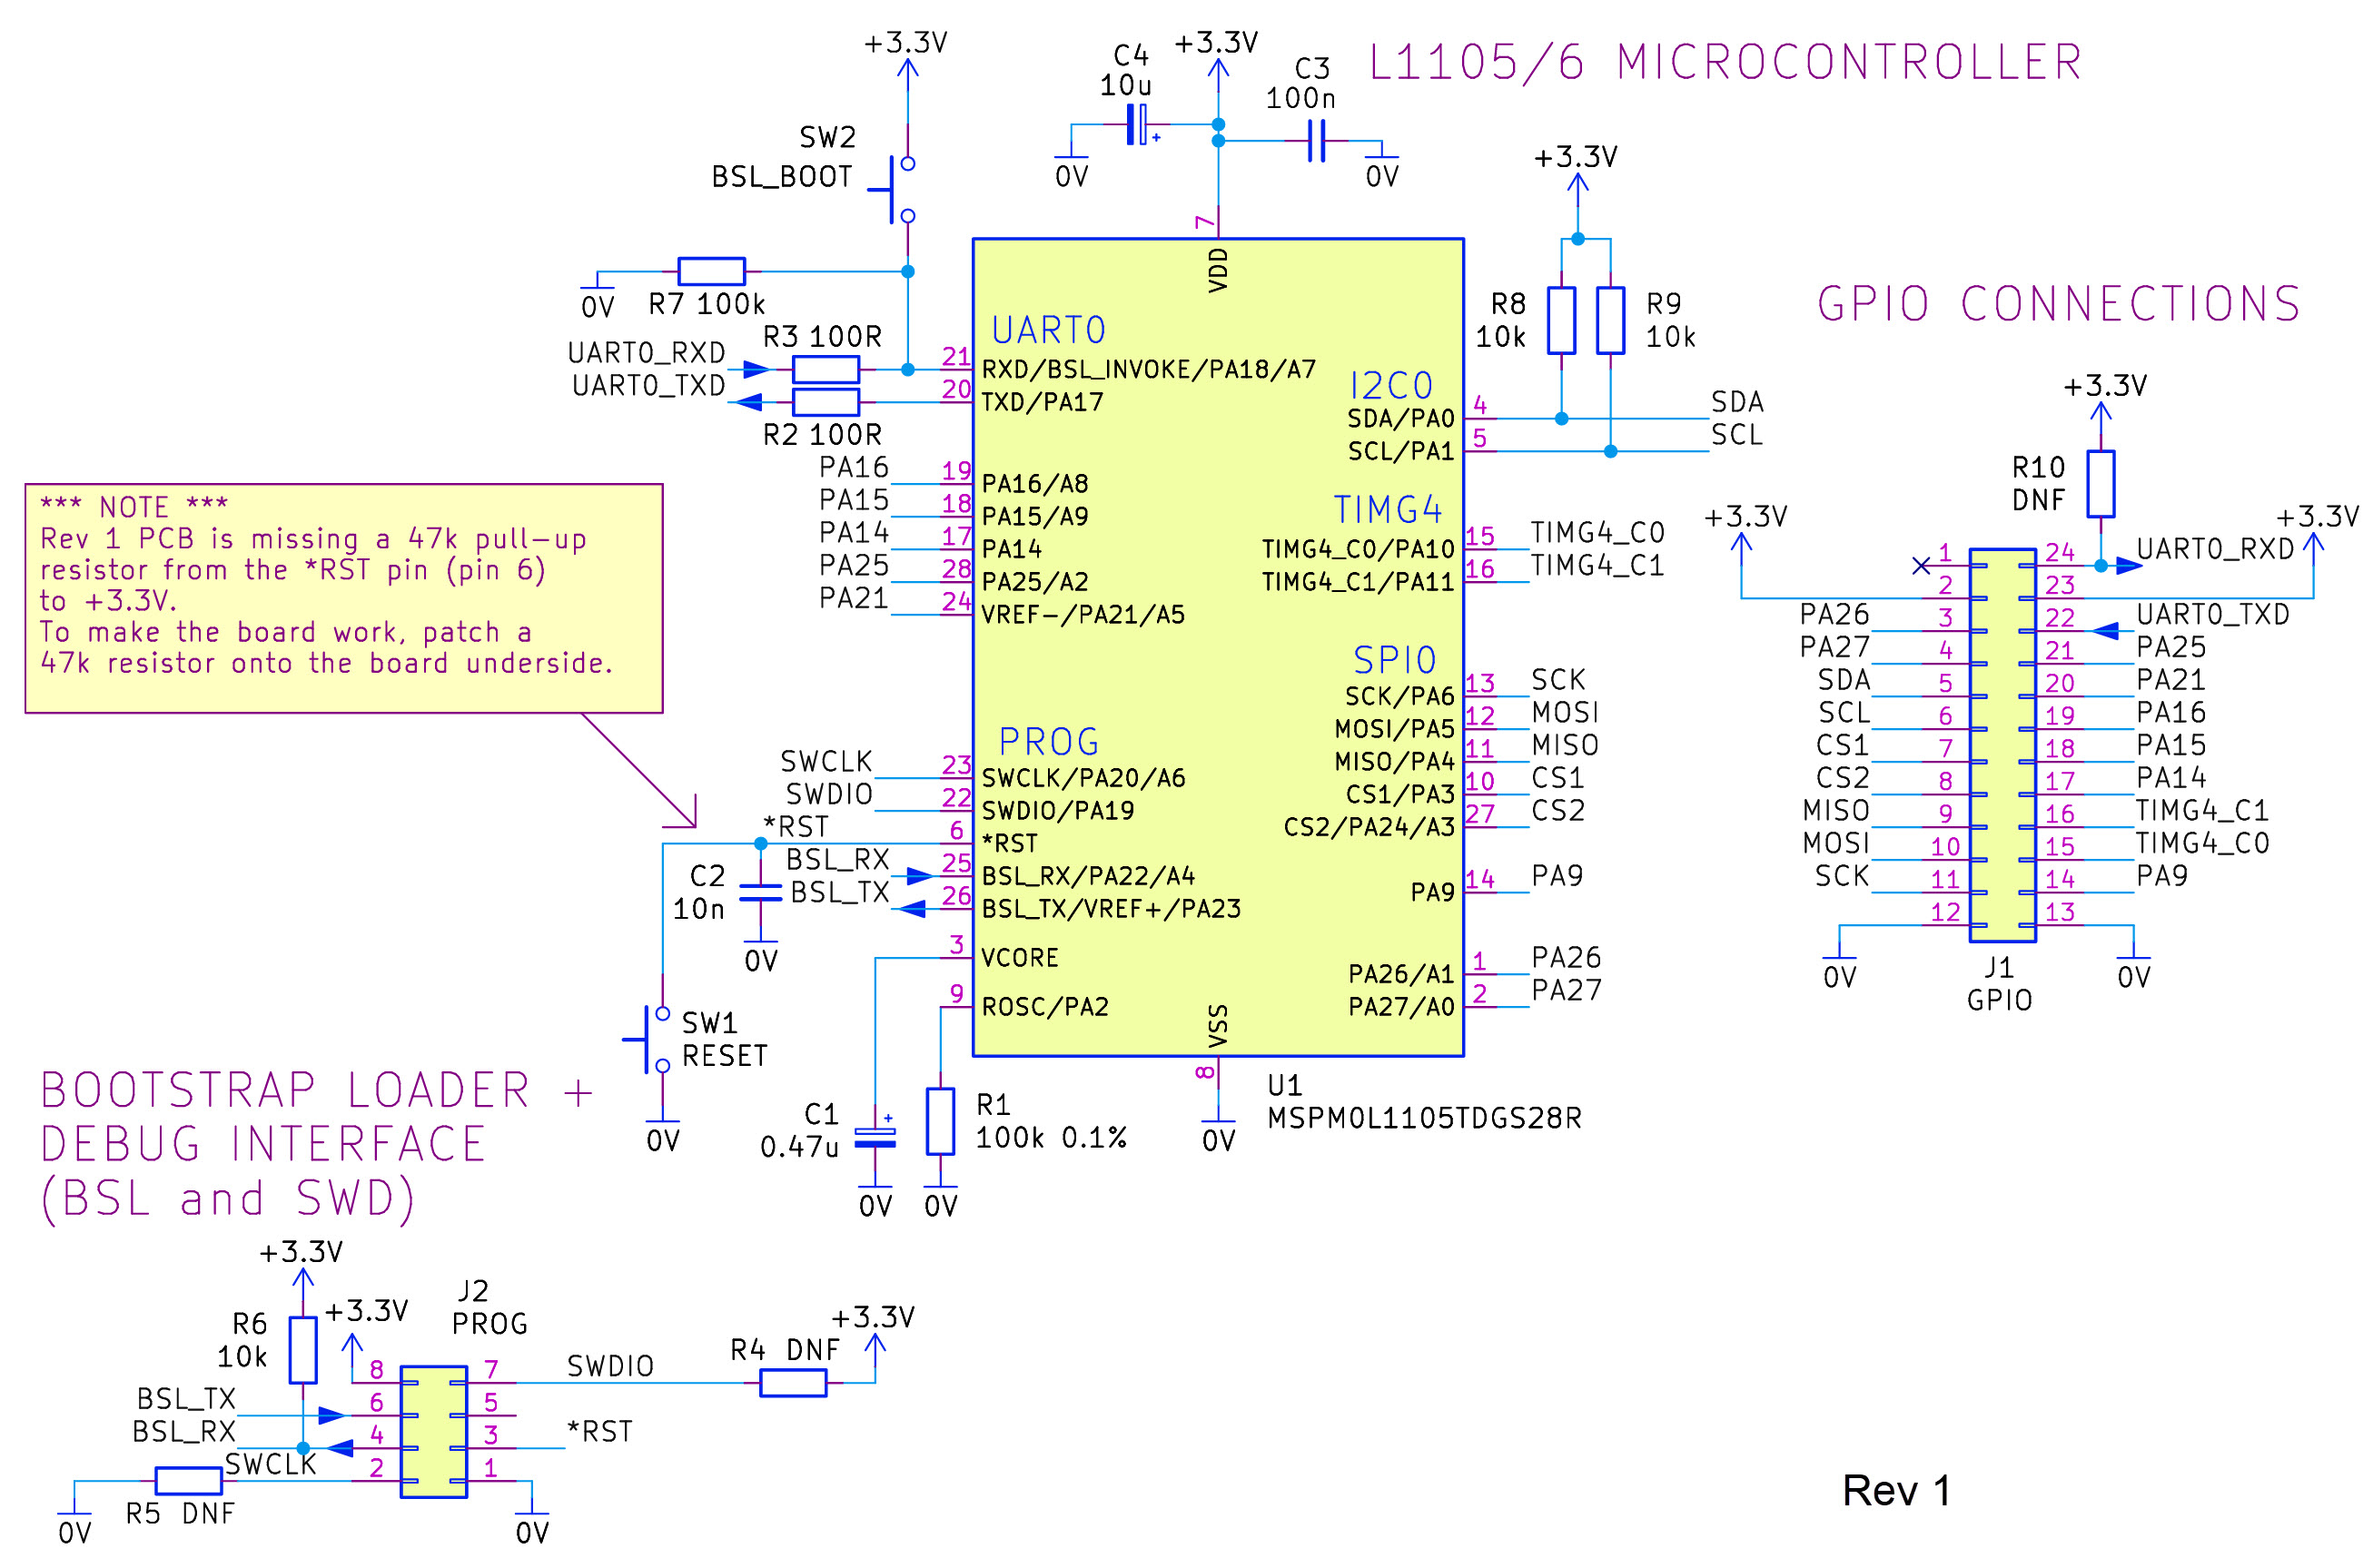 L1105/6 MICROCONTROLLER
+3.3V
SW2
BSL_BOOT
C4
10u
+3.3V
C3
100n
0V
0V
7
VDD
0V
R7 100k
R3 100R
UART0_RXD
UART0_TXD
R2 100R
UART0
21
RXD/BSL_INVOKE/PA18/A7
20
TXD/PA17
PA16
19
PA16/A8
PA15
18
PA15/A9
PA14
17
PA14
PA25
28
PA25/A2
PA21
24
VREF-/PA21/A5
*** NOTE ***
Rev 1 PCB is missing a 47k pull-up
resistor from the *RST pin (pin 6)
to +3.3V.
To make the board work, patch a
47k resistor onto the board underside.
PROG
SWCLK
23
SWCLK/PA20/A6
SWDIO
22
SWDIO/PA19
*RST
6
*RST
BSL_RX
25
BSL_RX/PA22/A4
BSL_TX
26
BSL_TX/VREF+/PA23
C2
10n
0V
3
VCORE
9
ROSC/PA2
SW1
RESET
0V
C1
0.47u
+
0V
R1
100k 0.1%
0V
VSS
8
0V
U1
MSPM0L1105TDGS28R
+3.3V
R8
10k
R9
10k
I2C0
SDA/PA0
4
SDA
SCL/PA1
5
SCL
TIMG4
TIMG4_C0/PA10
15
TIMG4_C0
TIMG4_C1/PA11
16
TIMG4_C1
SPI0
SCK/PA6
13
SCK
MOSI/PA5
12
MOSI
MISO/PA4
11
MISO
CS1/PA3
10
CS1
CS2/PA24/A3
27
CS2
PA9
14
PA9
PA26/A1
1
PA26
PA27/A0
2
PA27
GPIO CONNECTIONS
+3.3V
R10
DNF
+3.3V
+3.3V
1
24
UART0_RXD
2
23
PA26
3
22
UART0_TXD
PA27
4
21
PA25
SDA
5
20
PA21
SCL
6
19
PA16
CS1
7
18
PA15
CS2
8
17
PA14
MISO
9
16
TIMG4_C1
MOSI
10
15
TIMG4_C0
SCK
11
14
PA9
12
13
0V
0V
J1
GPIO
BOOTSTRAP LOADER +
DEBUG INTERFACE
(BSL and SWD)
+3.3V
R6
10k
+3.3V
J2
PROG
8
7
SWDIO
R4 DNF
+3.3V
BSL_TX
6
5
BSL_RX
4
3
*RST
SWCLK
2
1
R5 DNF
0V
0V
Rev 1